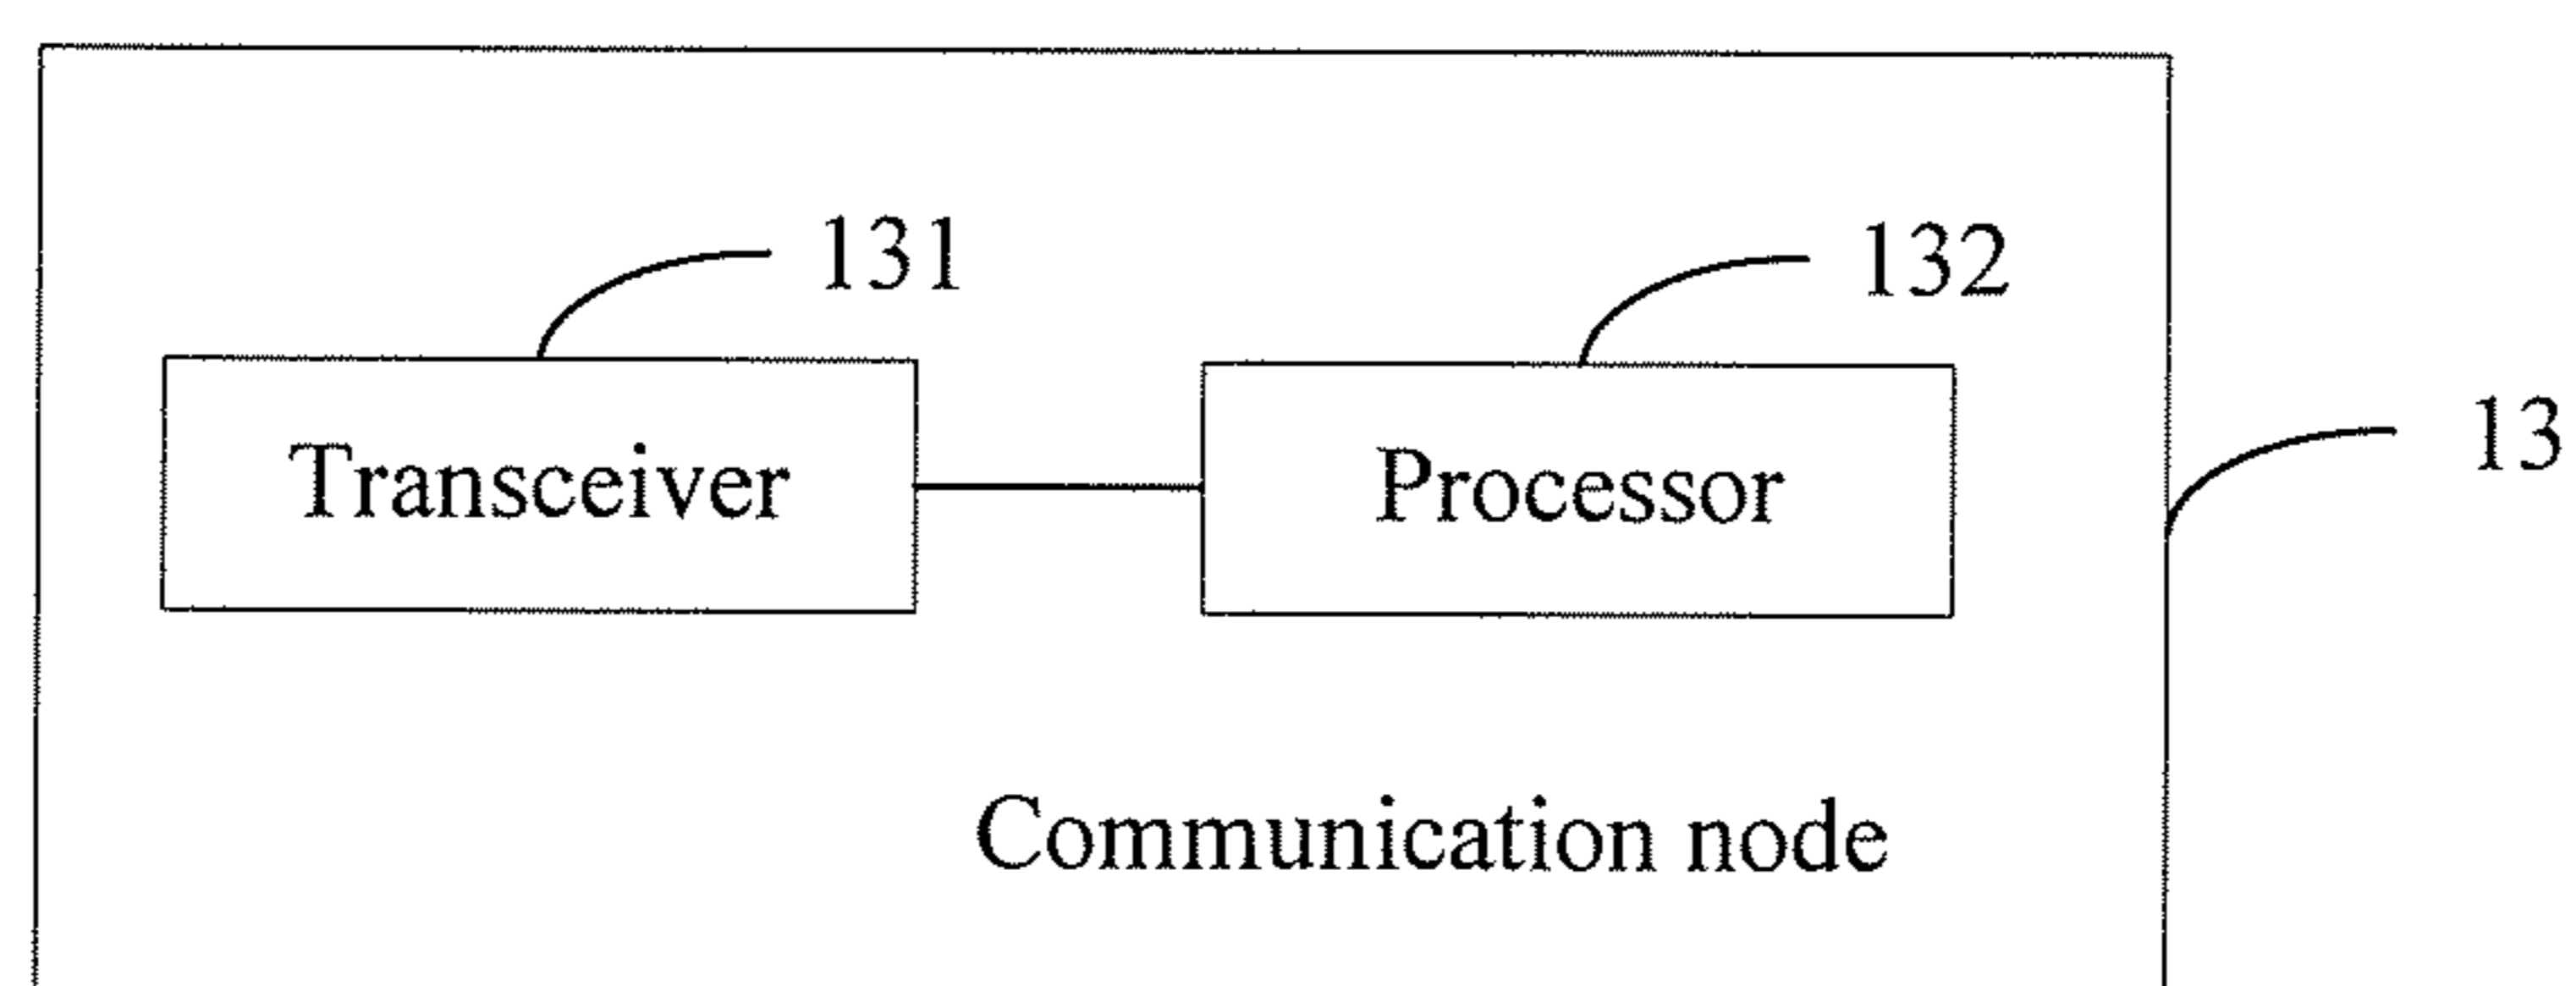 131
132
13
Transceiver
Processor
Communication node